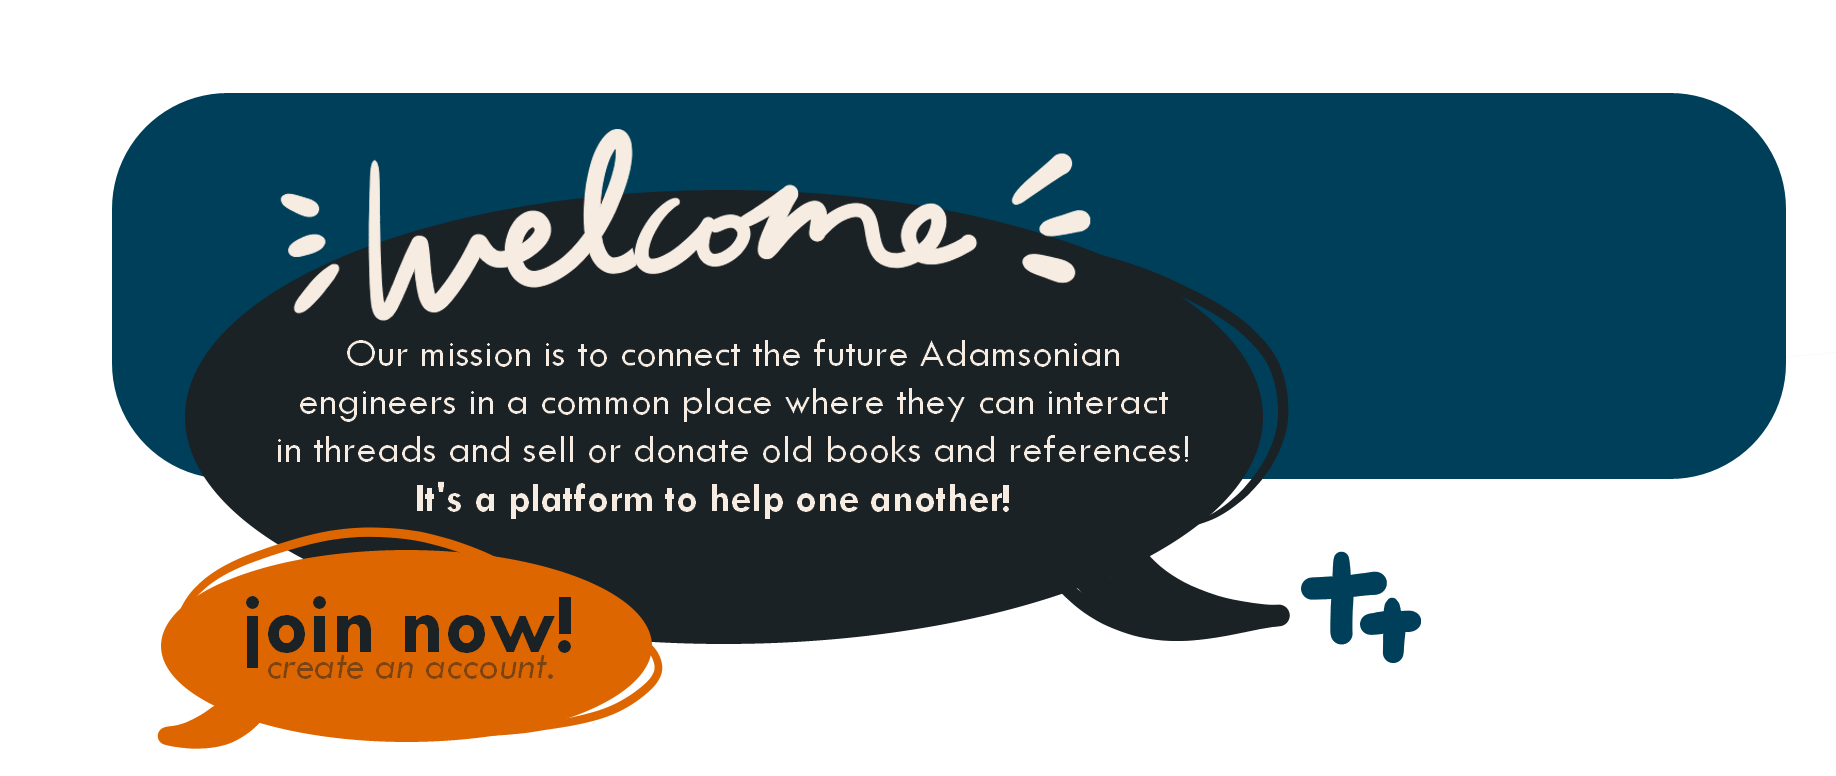 welcome
Our mission is to connect the future Adamsonian
engineers in a common place where they can interact
in threads and sell or donate old books and references!
It's a platform to help one another!
join now!
create an account.